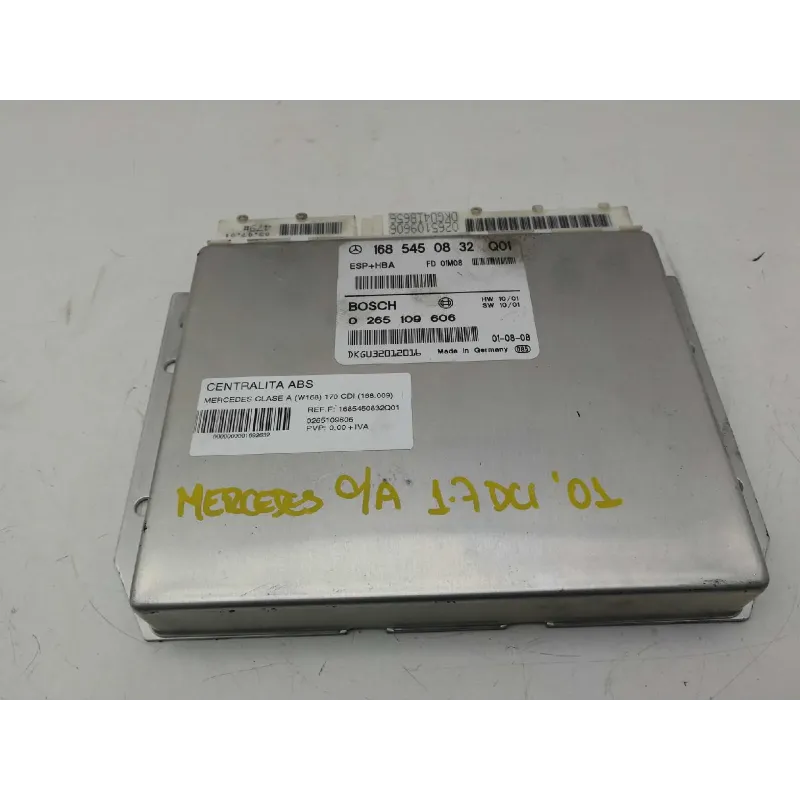 0265109606
DKGD418656
168 545 08 32 Q01
ESP+HBA FD 01M08
BOSCH HW 10/01
SW 10/01
0 265 109 606
01-08-08
DKGU32012016 Made in Germany
CENTRALITA ABS
MERCEDES CLASE A (W168) 170 CDI (168.009)
REF.F: 1685450832Q01
0265109606
PVP: 0,00 + IVA
MERCEDES C/A 1.7 DCI '01